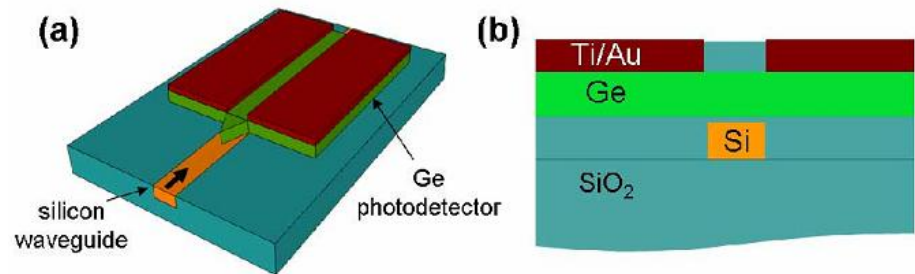 (a)
silicon
waveguide
Ge
photodetector
(b)
Ti/Au
Ge
Si
SiO₂